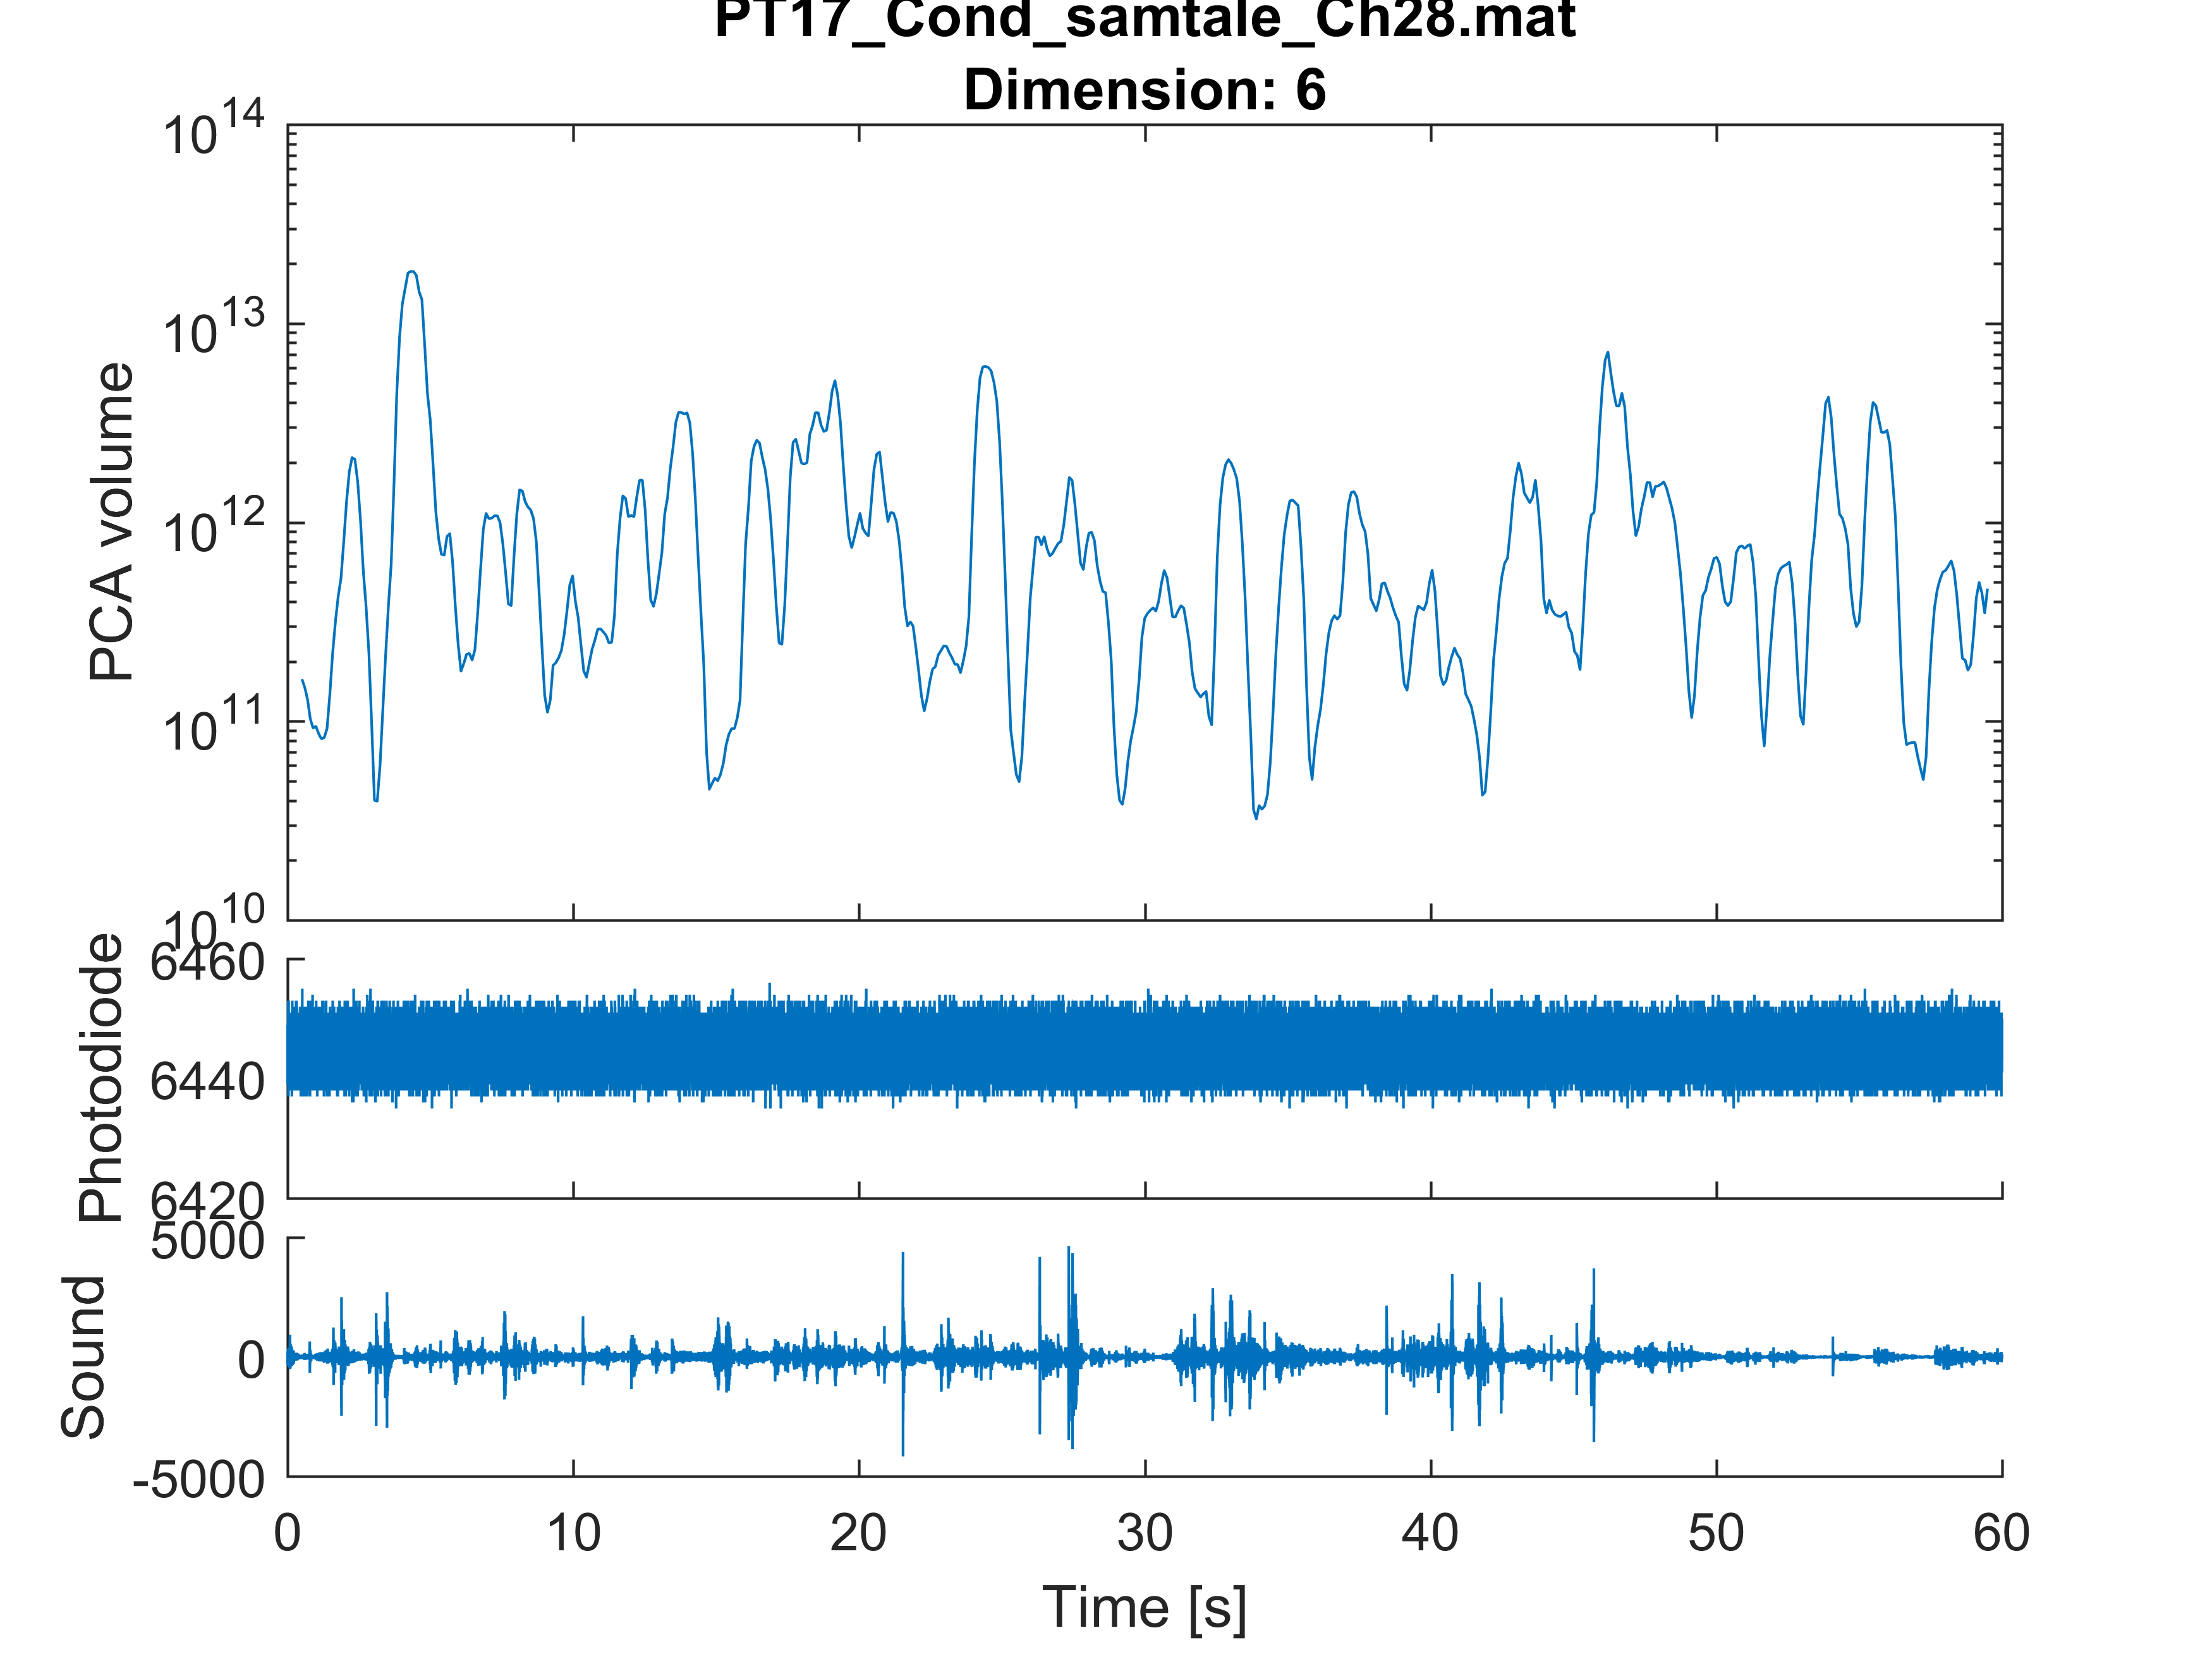 PT17_Cond_samtale_Ch28.mat
Dimension: 6
10^14
10^13
10^12
10^11
10^10
PCA volume
6460
6440
6420
Photodiode
5000
0
-5000
Sound
0 10 20 30 40 50 60
Time [s]